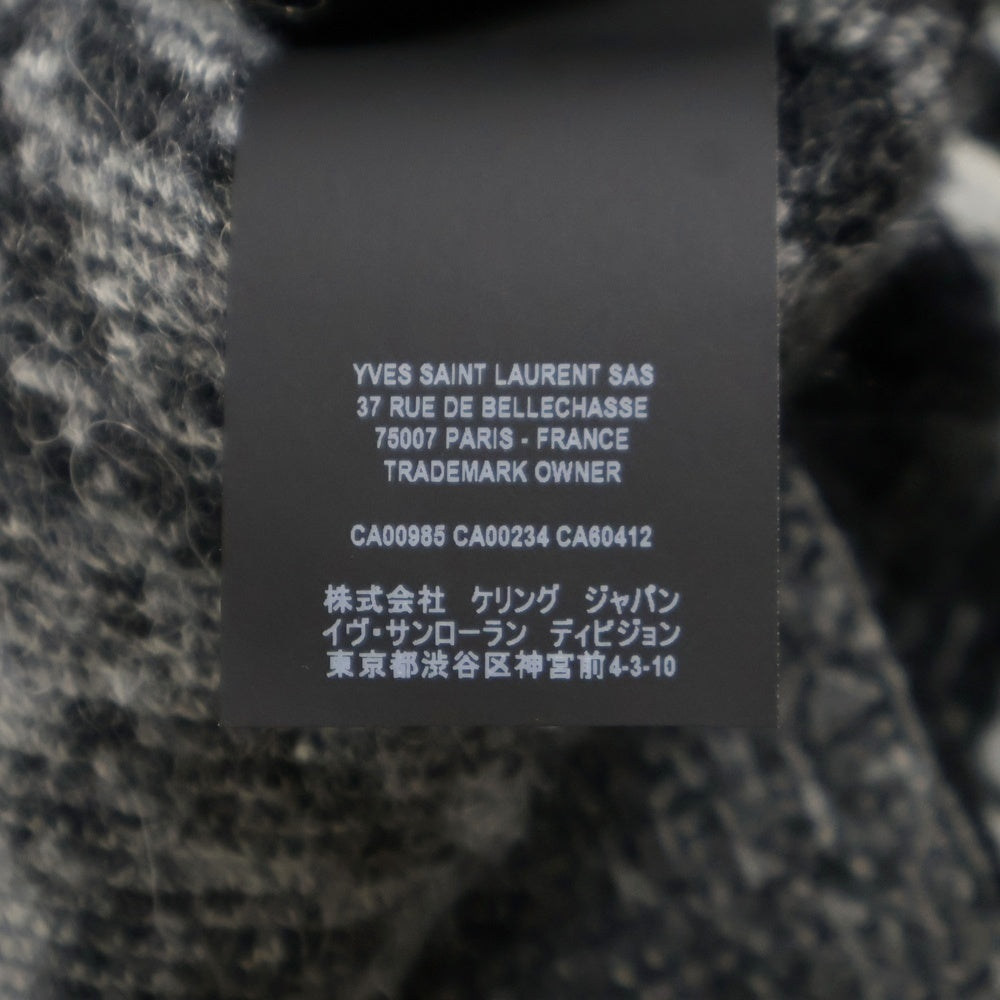 YVES SAINT LAURENT SAS
37 RUE DE BELLECHASSE
75007 PARIS - FRANCE
TRADEMARK OWNER
CA00985 CA00234 CA60412
株式会社 ケリング ジャパン
イヴ・サンローラン ディビジョン
東京都渋谷区神宮前4-3-10